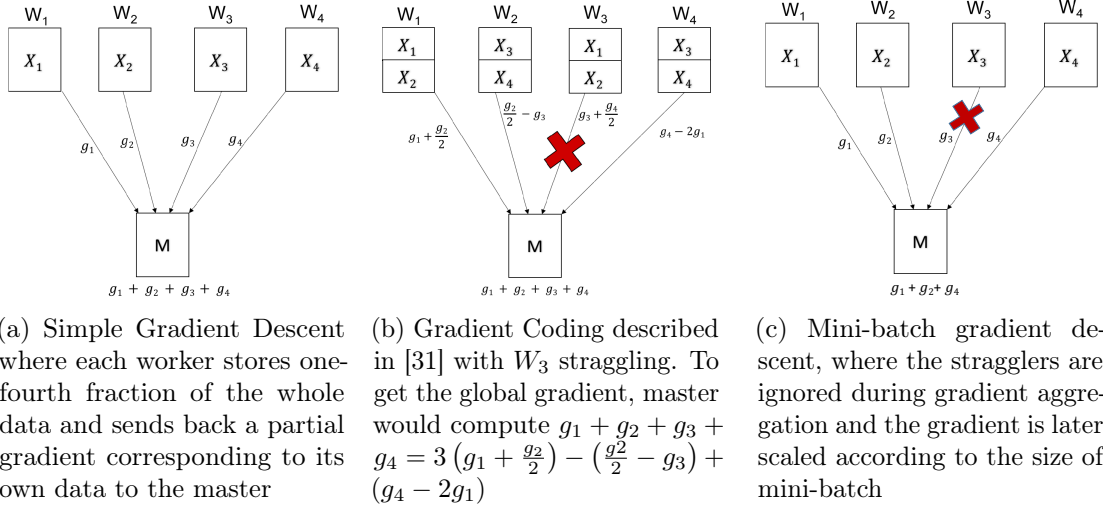 W₁ W₂ W₃ W₄
X₁ X₂ X₃ X₄
g₁ g₂ g₃ g₄
M
g₁ + g₂ + g₃ + g₄
(a) Simple Gradient Descent
where each worker stores one-
fourth fraction of the whole
data and sends back a partial
gradient corresponding to its
own data to the master
W₁ W₂ W₃ W₄
X₁ X₃ X₁ X₃
X₂ X₄ X₂ X₄
g₁ + g₂/2 g₂/2 − g₃ g₃ + g₄/2 g₄ − 2g₁
M
g₁ + g₂ + g₃ + g₄
(b) Gradient Coding described
in [31] with W₃ straggling. To
get the global gradient, master
would compute g₁ + g₂ + g₃ +
g₄ = 3 (g₁ + g₂/2) − (g2/2 − g₃) +
(g₄ − 2g₁)
W₁ W₂ W₃ W₄
X₁ X₂ X₃ X₄
g₁ g₂ g₃ g₄
M
g₁ + g₂+ g₄
(c) Mini-batch gradient de-
scent, where the stragglers are
ignored during gradient aggre-
gation and the gradient is later
scaled according to the size of
mini-batch